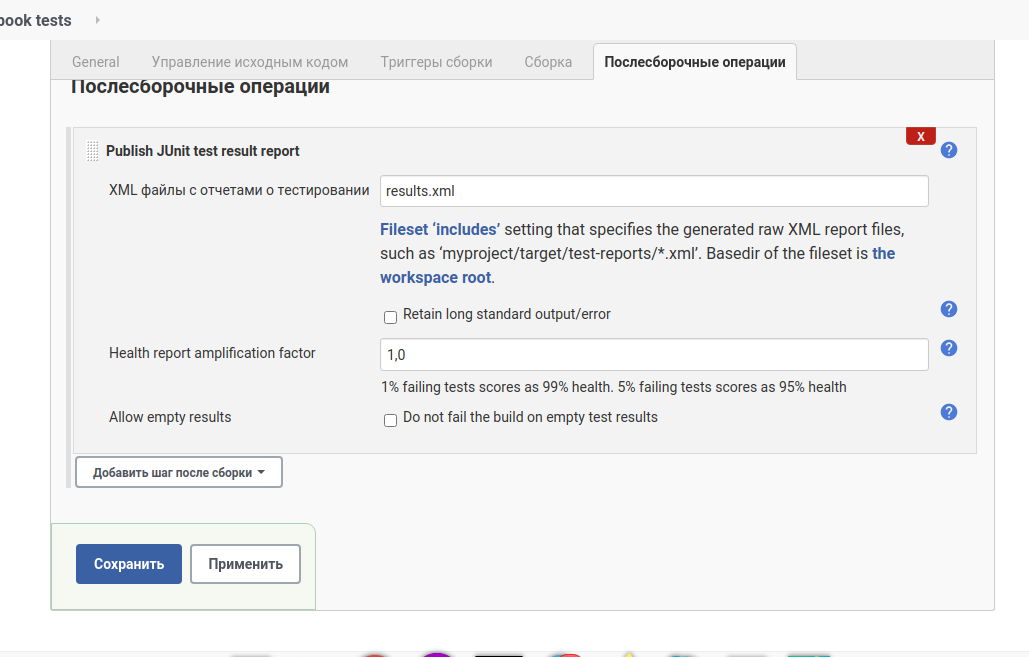 book tests
General Управление исходным кодом Триггеры сборки Сборка Послесборочные операции
Послесборочные операции
X
Publish JUnit test result report ?
XML файлы с отчетами о тестировании results.xml
Fileset ‘includes’ setting that specifies the generated raw XML report files,
such as ‘myproject/target/test-reports/*.xml’. Basedir of the fileset is the
workspace root.
Retain long standard output/error ?
Health report amplification factor 1,0 ?
1% failing tests scores as 99% health. 5% failing tests scores as 95% health
Allow empty results Do not fail the build on empty test results ?
Добавить шаг после сборки
Сохранить Применить